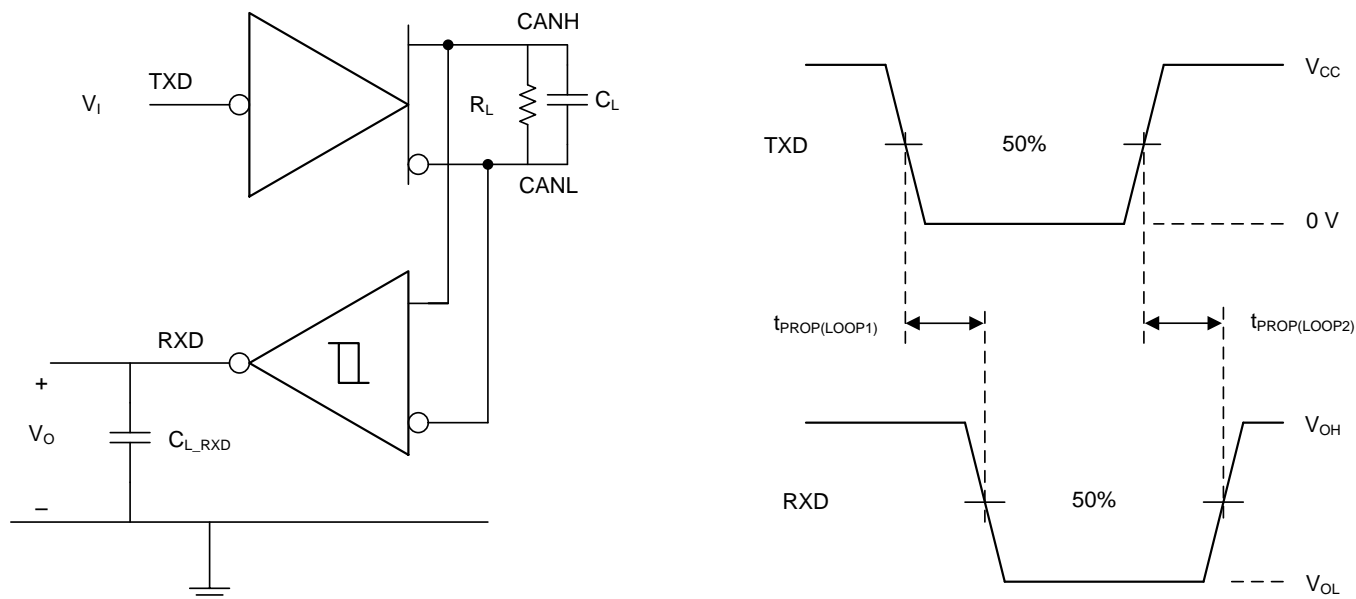 CANH
TXD
V_I
R_L
C_L
CANL
RXD
+
V_O
C_L_RXD
–
V_CC
TXD
50%
0 V
t_PROP(LOOP1)
t_PROP(LOOP2)
V_OH
RXD
50%
V_OL